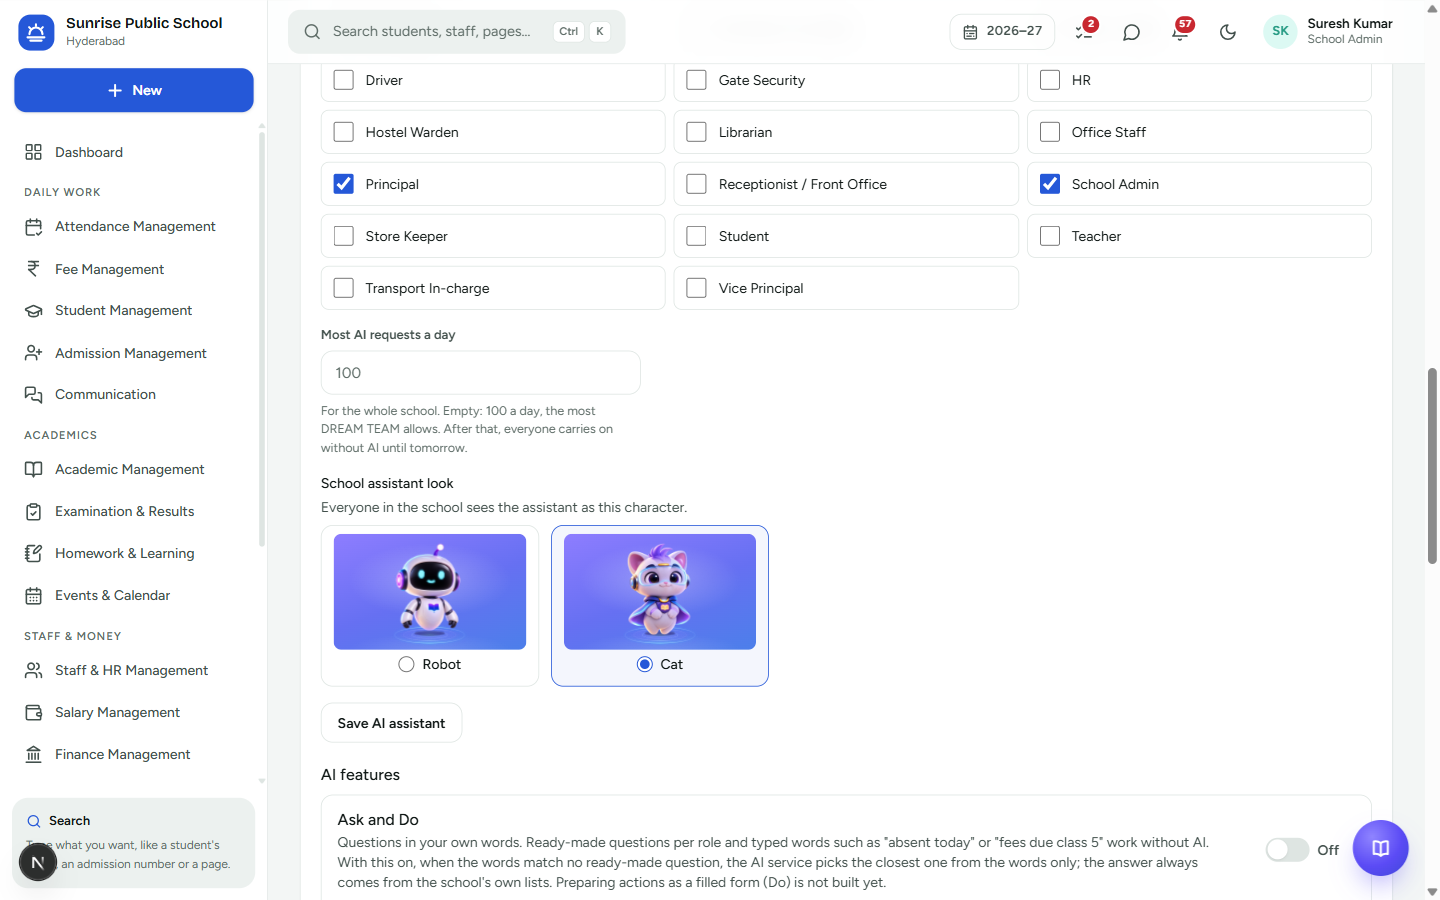 Sunrise Public School
Hyderabad
New
Dashboard
DAILY WORK
Attendance Management
Fee Management
Student Management
Admission Management
Communication
ACADEMICS
Academic Management
Examination & Results
Homework & Learning
Events & Calendar
STAFF & MONEY
Staff & HR Management
Salary Management
Finance Management
Search
what you want, like a student's
an admission number or a page.
N
Search students, staff, pages...
Ctrl K
2026–27
2
57
SK
Suresh Kumar
School Admin
Driver
Gate Security
HR
Hostel Warden
Librarian
Office Staff
Principal
Receptionist / Front Office
School Admin
Store Keeper
Student
Teacher
Transport In-charge
Vice Principal
Most AI requests a day
100
For the whole school. Empty: 100 a day, the most
DREAM TEAM allows. After that, everyone carries on
without AI until tomorrow.
School assistant look
Everyone in the school sees the assistant as this character.
Robot
Cat
Save AI assistant
AI features
Ask and Do
Questions in your own words. Ready-made questions per role and typed words such as "absent today" or "fees due class 5" work without AI.
With this on, when the words match no ready-made question, the AI service picks the closest one from the words only; the answer always
comes from the school's own lists. Preparing actions as a filled form (Do) is not built yet.
Off